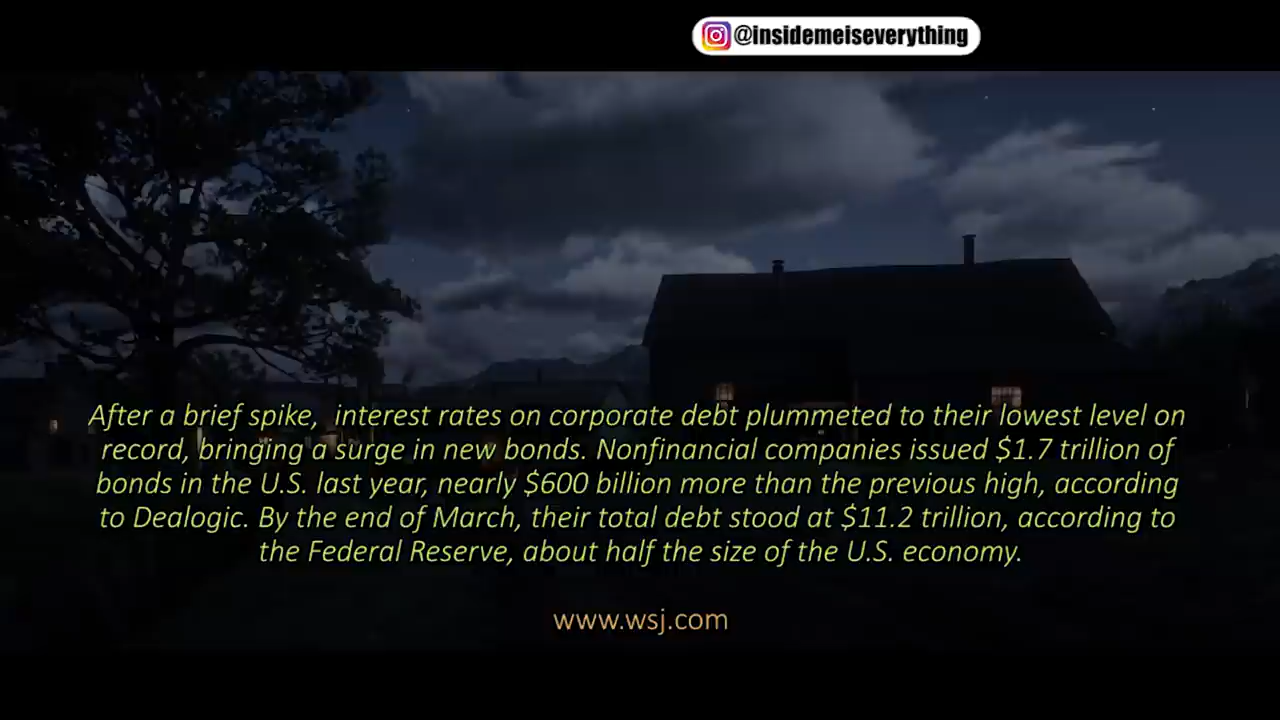 @insidemeiseverything
After a brief spike,  interest rates on corporate debt plummeted to their lowest level on
record, bringing a surge in new bonds. Nonfinancial companies issued $1.7 trillion of
bonds in the U.S. last year, nearly $600 billion more than the previous high, according
to Dealogic. By the end of March, their total debt stood at $11.2 trillion, according to
the Federal Reserve, about half the size of the U.S. economy.
www.wsj.com